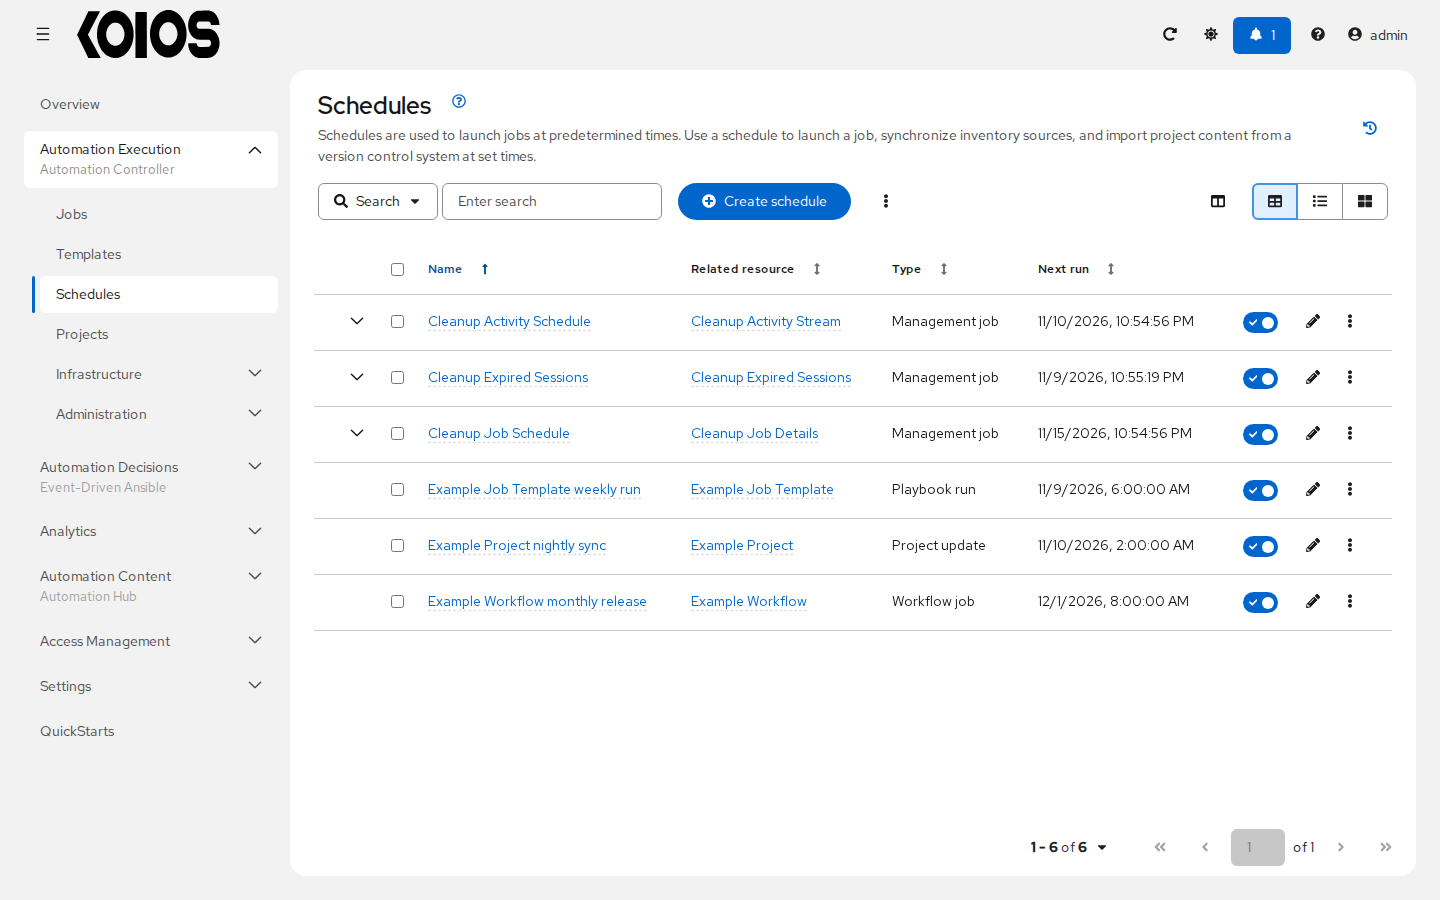 KOIOS
1
admin
Overview
Automation Execution
Automation Controller
Jobs
Templates
Schedules
Projects
Infrastructure
Administration
Automation Decisions
Event-Driven Ansible
Analytics
Automation Content
Automation Hub
Access Management
Settings
QuickStarts
Schedules
Schedules are used to launch jobs at predetermined times. Use a schedule to launch a job, synchronize inventory sources, and import project content from a
version control system at set times.
Search
Enter search
Create schedule
Name Related resource Type Next run
Cleanup Activity Schedule Cleanup Activity Stream Management job 11/10/2026, 10:54:56 PM
Cleanup Expired Sessions Cleanup Expired Sessions Management job 11/9/2026, 10:55:19 PM
Cleanup Job Schedule Cleanup Job Details Management job 11/15/2026, 10:54:56 PM
Example Job Template weekly run Example Job Template Playbook run 11/9/2026, 6:00:00 AM
Example Project nightly sync Example Project Project update 11/10/2026, 2:00:00 AM
Example Workflow monthly release Example Workflow Workflow job 12/1/2026, 8:00:00 AM
1 - 6 of 6
1 of 1